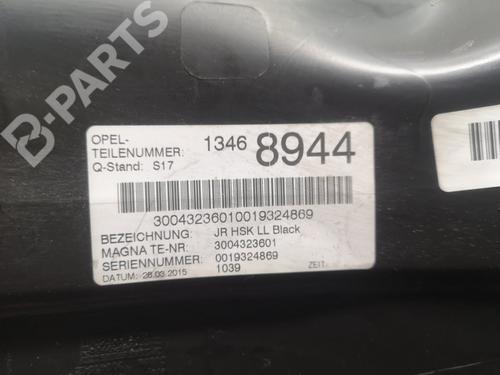 B-PARTS
OPEL-
TEILENUMMER: 1346 8944
Q-Stand: S17
30043236010019324869
BEZEICHNUNG: JR HSK LL Black
MAGNA TE-NR: 3004323601
SERIENNUMMER: 0019324869
DATUM: 26.03.2015 1039 ZEIT: